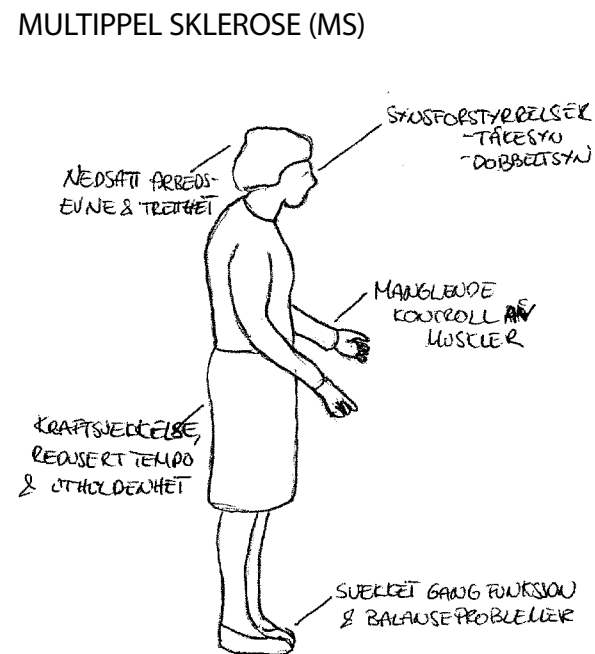 MULTIPPEL SKLEROSE (MS)
SYNSFORSTYRRELSER
-TÅKESYN
-DOBBELTSYN
NEDSATT ARBEIDS-
EVNE & TRETTHET
MANGLENDE
KONTROLL AV
MUSKLER
KRAFTSVEKKELSE,
REDUSERT TEMPO
& UTHOLDENHET
SVEKKET GANG FUNKSJON
& BALANSEPROBLEMER